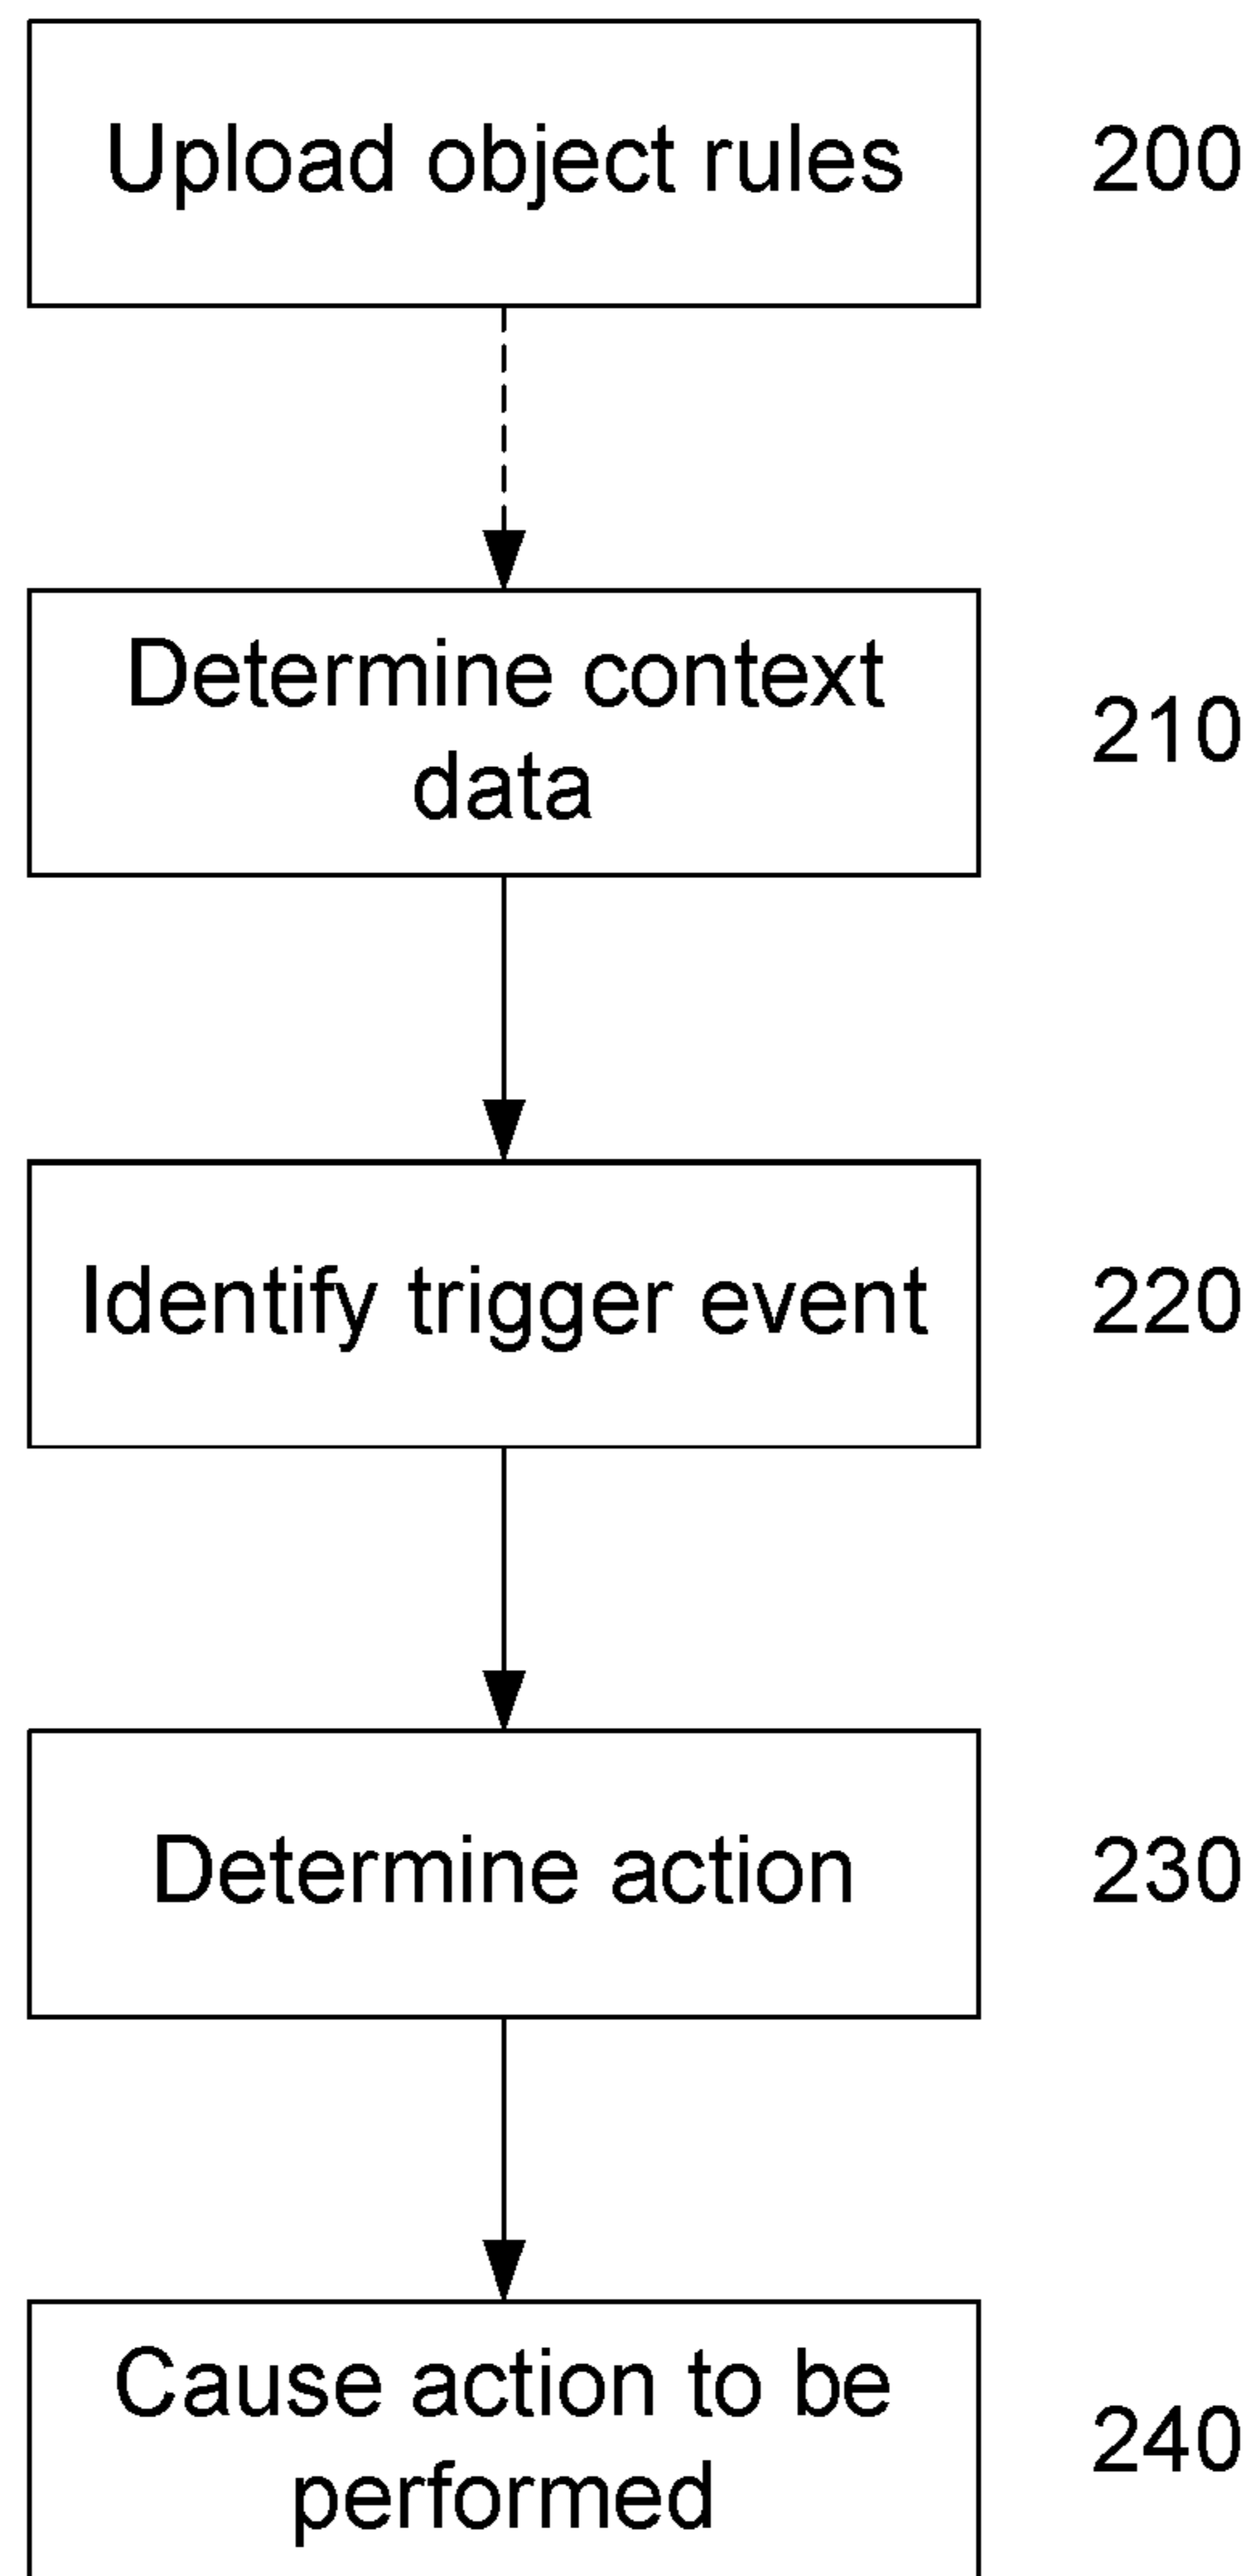 Upload object rules
200
Determine context
data
210
Identify trigger event
220
Determine action
230
Cause action to be
performed
240